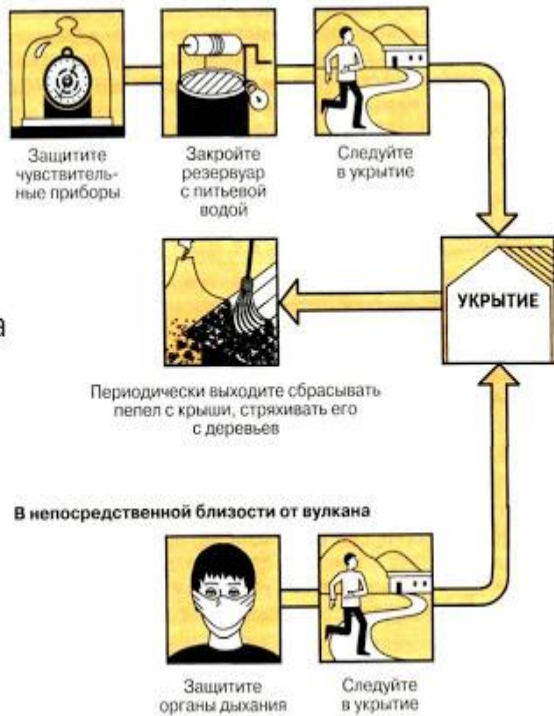 Защитите
чувствитель-
ные приборы
Закройте
резервуар
с питьевой
водой
Следуйте
в укрытие
УКРЫТИЕ
а
Периодически выходите сбрасывать
пепел с крыши, стряхивать его
с деревьев
В непосредственной близости от вулкана
Защитите
органы дыхания
Следуйте
в укрытие